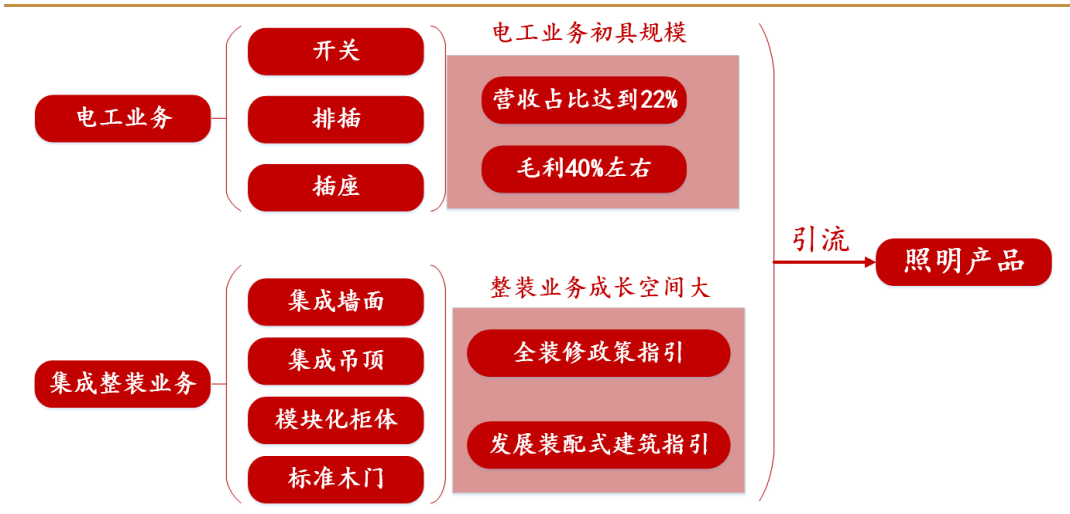 电工业务
开关
排插
插座
电工业务初具规模
营收占比达到22%
毛利40%左右
集成整装业务
集成墙面
集成吊顶
模块化柜体
标准木门
整装业务成长空间大
全装修政策指引
发展装配式建筑指引
引流
照明产品